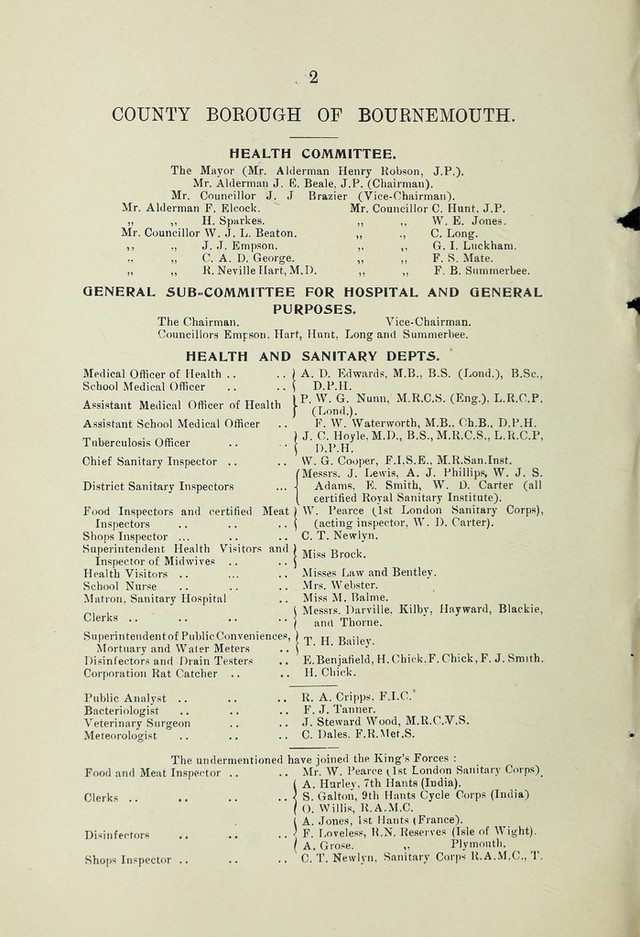 2
COUNTY BOROUGH OF BOURNEMOUTH.
HEALTH COMMITTEE.
The Mayor (Mr. Alderman Henry Robson, J.P.).
Mr. Alderman J. E. Beale, J.P. (Chairman).
Mr. Councillor J. J Brazier (Vice-Chairman).
Mr. Alderman F. Elcock. Mr. Councillor C. Hunt, J.P.
,, ,, H. Sparkes. ,, ,, W. E. Jones.
Mr. Councillor W. J. L. Beaton. ,, ,, C. Long.
,, ,, J. J. Empson. ,, ,, G. I. Luckham.
,, ,, C. A. D. George. ,, ,, F. S. Mate.
,, ,, R. Neville Hart, M.D. ,, ,, F. B. Summerbee.
GENERAL SUB-COMMITTEE FOR HOSPITAL AND GENERAL
PURPOSES.
The Chairman. Vice-Chairman.
Councillors Empson, Hart, Hunt, Long and Summerbee.
HEALTH AND SANITARY DEPTS.
Medical Officer of Health .. .. } A. D. Edwards, M.B., B.S. (Lond.), B.Sc.,
School Medical Officer .. .. { D.P.H.
Assistant Medical Officer of Health } P. W. G. Nunn, M.R.C.S. (Eng.), L.R.C.P.
(Lond.).
Assistant School Medical Officer .. F. W. Waterworth, M.B., Ch.B., D.P.H.
Tuberculosis Officer .. .. { J. C. Hoyle, M.D., B.S., M.R.C.S., L.R.C.P,
D.P.H.
Chief Sanitary Inspector .. .. W. G. Cooper, F.I.S.E., M.R.San.Inst.
District Sanitary Inspectors ... { Messrs. J. Lewis, A. J. Phillips, W. J. S.
Adams, E. Smith, W. D. Carter (all
certified Royal Sanitary Institute).
Food Inspectors and certified Meat } W. Pearce (1st London Sanitary Corps),
Inspectors .. .. .. { (acting inspector, W. D. Carter).
Shops Inspector ... .. .. C. T. Newlyn.
Superintendent Health Visitors and }
Inspector of Midwives .. .. } Miss Brock.
Health Visitors .. ... .. Misses Law and Bentley.
School Nurse .. .. .. Mrs. Webster.
Matron, Sanitary Hospital .. Miss M. Balme.
Clerks .. .. .. .. { Messrs. Darville, Kilby, Hayward, Blackie,
and Thorne.
Superintendent of Public Conveniences, }
Mortuary and Water Meters .. { T. H. Bailey.
Disinfectors and Drain Testers .. E. Benjafield, H. Chick, F. Chick, F. J. Smith.
Corporation Rat Catcher .. .. H. Chick.
Public Analyst .. .. .. R. A. Cripps, F.I.C.
Bacteriologist .. .. .. F. J. Tanner.
Veterinary Surgeon .. .. J. Steward Wood, M.R.C.V.S.
Meteorologist .. .. .. C. Dales, F.R.Met.S.
The undermentioned have joined the King's Forces :
Food and Meat Inspector .. .. Mr. W. Pearce (1st London Sanitary Corps)
Clerks .. .. .. .. { A. Hurley, 7th Hants (India).
S. Galton, 9th Hants Cycle Corps (India)
O. Willis, R.A.M.C.
Disinfectors .. .. .. { A. Jones, 1st Hants (France).
F. Loveless, R.N. Reserves (Isle of Wight).
A. Grose. ,, Plymouth.
Shops Inspector .. .. .. C. T. Newlyn, Sanitary Corps R.A.M.C., T.